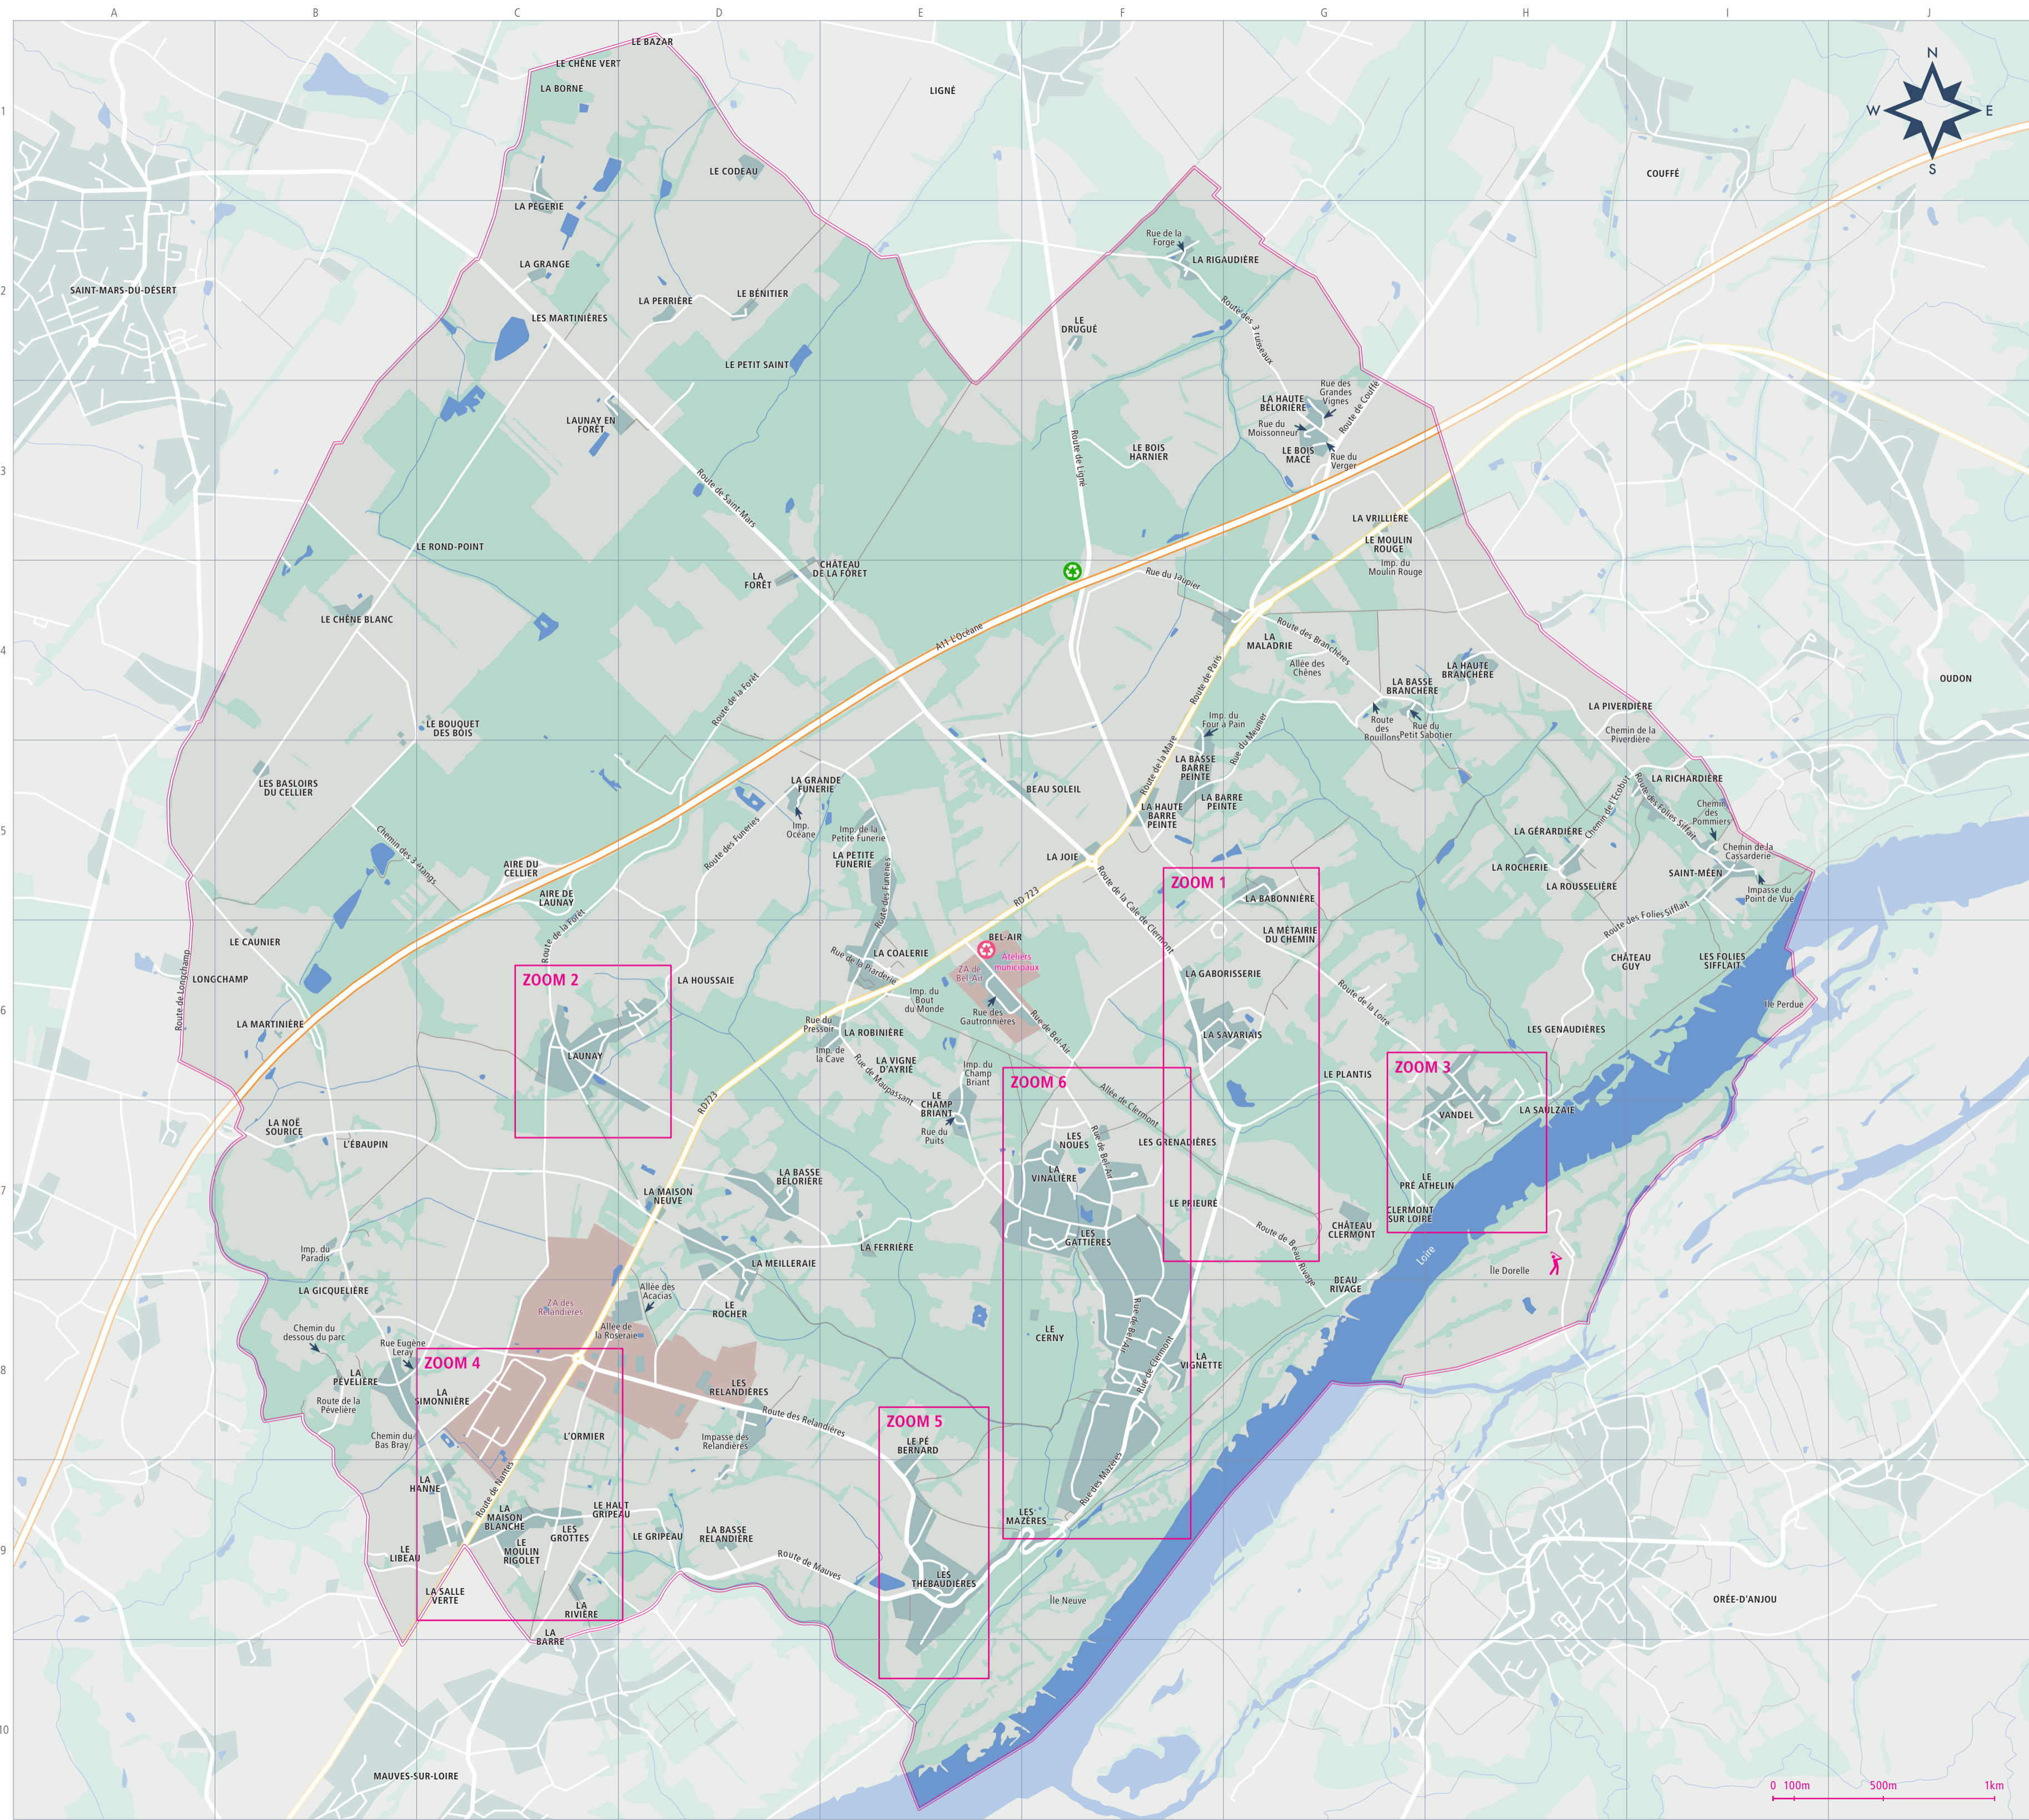 A B C D E F G H I J
1
2
3
4
5
6
7
8
9
10
N
W E
S
LE BAZAR
LE CHÊNE VERT
LA BORNE
LIGNÉ
LE CODEAU
COUFFÉ
LA PÉGERIE
Rue de la
Forge
LA RIGAUDIÈRE
LA GRANGE
SAINT-MARS-DU-DÉSERT
LA PERRIÈRE
LE BÉNITIER
LES MARTINIÈRES
LE
DRUGUÉ
Route des 3 ruisseaux
LE PETIT SAINT
Rue des
Grandes
Vignes
Route de Couffé
LA HAUTE
BÉLORIÈRE
LAUNAY EN
FORÊT
Rue du
Moissonneur
LE BOIS
HARNIER
LE BOIS
MACÉ
Rue du
Verger
Route de Ligné
Route de Saint-Mars
LA VRILLIÈRE
LE ROND-POINT
LE MOULIN
ROUGE
Imp. du
Moulin Rouge
CHÂTEAU
DE LA FORÊT
LA
FORÊT
Rue du Jaupier
LE CHÊNE BLANC
A11 L'Océane
LA
MALADRIE
Route des Branchères
Allée des
Chênes
LA HAUTE
BRANCHÈRE
LA BASSE
BRANCHÈRE
OUDON
Route de Paris
Route de la Forêt
LE BOUQUET
DES BOIS
Imp. du
Four à Pain
Rue du Meunier
Route
des
Bouillons
Rue du
Petit Sabotier
LA PIVERDIÈRE
Chemin de la
Piverdière
LES BASLOIRS
DU CELLIER
LA GRANDE
FUNERIE
BEAU SOLEIL
Route de la Mare
LA BASSE
BARRE
PEINTE
LA BARRE
PEINTE
LA HAUTE
BARRE
PEINTE
LA RICHARDIÈRE
Route des Folies Siffait
Chemin de l'Ecobut
Chemin
des
Pommiers
Imp.
Océane
Imp. de la
Petite Funerie
LA PETITE
FUNERIE
Route des Funeries
Route des Funeries
Chemin des 3 étangs
LA JOIE
LA GÉRARDIÈRE
Chemin de la
Cassarderie
AIRE DU
CELLIER
AIRE DE
LAUNAY
LA ROCHERIE
LA ROUSSELIÈRE
SAINT-MÉEN
Impasse du
Point de Vue
ZOOM 1
LA BABONNIÈRE
RD 723
Route de la Cale de Clermont
Route de la Forêt
Route des Folies Sifflait
LE CAUNIER
BEL-AIR
LA MÉTAIRIE
DU CHEMIN
LONGCHAMP
Route de Longchamp
ZOOM 2
LA HOUSSAIE
LA COALERIE
Rue de la Piarderie
ZA de
Bel-Air
Ateliers
municipaux
LA GABORISSERIE
CHÂTEAU
GUY
LES FOLIES
SIFFLAIT
Imp. du
Bout
du Monde
Rue des
Gautronnières
Route de la Loire
Île Perdue
LA MARTINIÈRE
Rue du
Pressoir
LA ROBINIÈRE
Rue de Bel-Air
LA SAVARIAIS
LES GENAUDIÈRES
LAUNAY
Imp. de
la Cave
LA VIGNE
D'AYRIÉ
Rue de Maupassant
Imp. du
Champ
Briant
ZOOM 6
ZOOM 3
LE PLANTIS
LE
CHAMP
BRIANT
Rue du
Puits
Allée de Clermont
RD723
VANDEL
LA SAULZAIE
LA NOË
SOURICE
L'ÉBAUPIN
LES
NOUES
Rue de Bel-Air
LES GRENADIÈRES
LA BASSE
BÉLORIÈRE
LA
VINALIÈRE
LA MAISON
NEUVE
LE PRIEURÉ
LE
PRÉ ATHELIN
CLERMONT
SUR LOIRE
CHÂTEAU
CLERMONT
Imp. du
Paradis
LA FERRIÈRE
LES
GATTIÈRES
Route de Beau Rivage
LA MEILLERAIE
Loire
Île Dorelle
BEAU
RIVAGE
LA GICQUELIÈRE
Allée des
Acacias
ZA des
Relandières
LE
ROCHER
Chemin du
dessous du parc
Allée de
la Roseraie
LE
CERNY
Rue de Bel-Air
Rue Eugène
Leray
ZOOM 4
LA
PÉVELIÈRE
LA
SIMONNIÈRE
LES
RELANDIÈRES
LA
VIGNETTE
Rue de Clermont
Route de la
Pévelière
Route des Relandières
ZOOM 5
Chemin du
Bas Bray
L'ORMIER
Impasse des
Relandières
LE PÉ
BERNARD
Rue des Mazères
LA
HANNE
Route de Nantes
LA
MAISON
BLANCHE
LE HAUT
GRIPEAU
LES
GROTTES
LE GRIPEAU
LA BASSE
RELANDIÈRE
LES
MAZÈRES
LE
LIBEAU
LE
MOULIN
RIGOLET
Route de Mauves
LES
THÉBAUDIÈRES
LA SALLE
VERTE
Île Neuve
ORÉE-D'ANJOU
LA
RIVIÈRE
LA
BARRE
MAUVES-SUR-LOIRE
0 100m 500m 1km